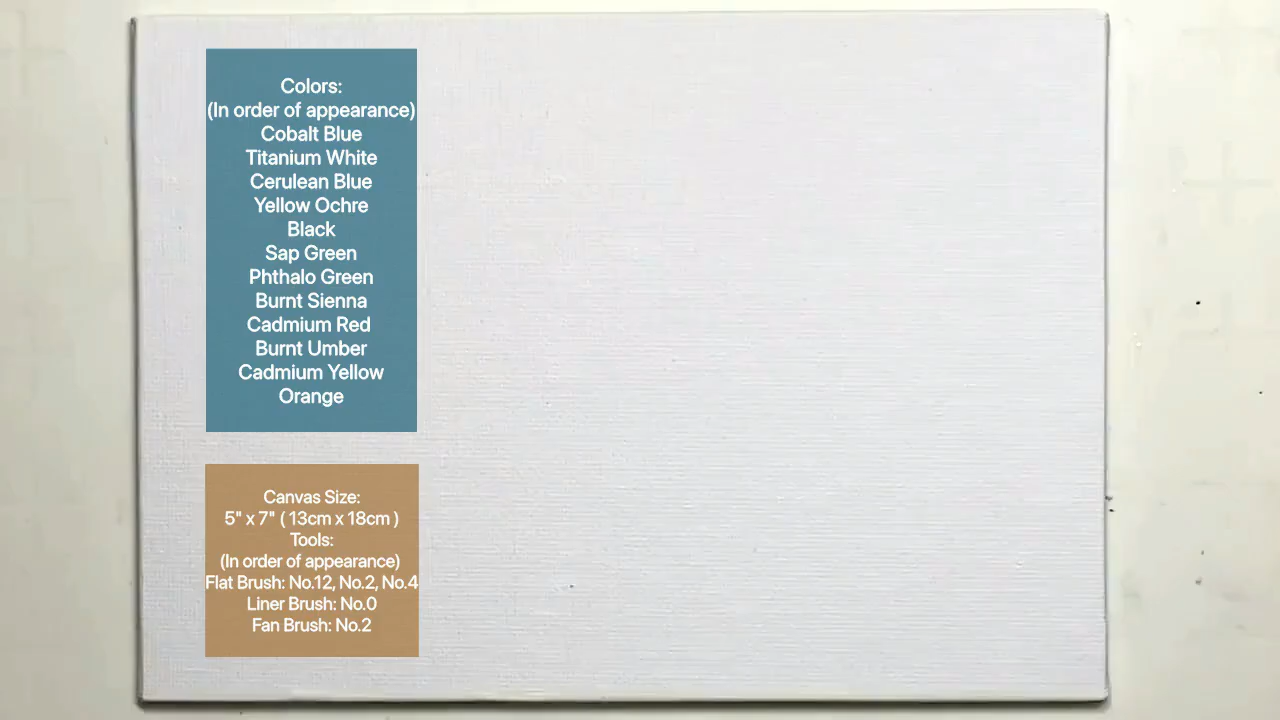 Colors:
(In order of appearance)
Cobalt Blue
Titanium White
Cerulean Blue
Yellow Ochre
Black
Sap Green
Phthalo Green
Burnt Sienna
Cadmium Red
Burnt Umber
Cadmium Yellow
Orange
Canvas Size:
5" x 7" ( 13cm x 18cm )
Tools:
(In order of appearance)
Flat Brush: No.12, No.2, No.4
Liner Brush: No.0
Fan Brush: No.2